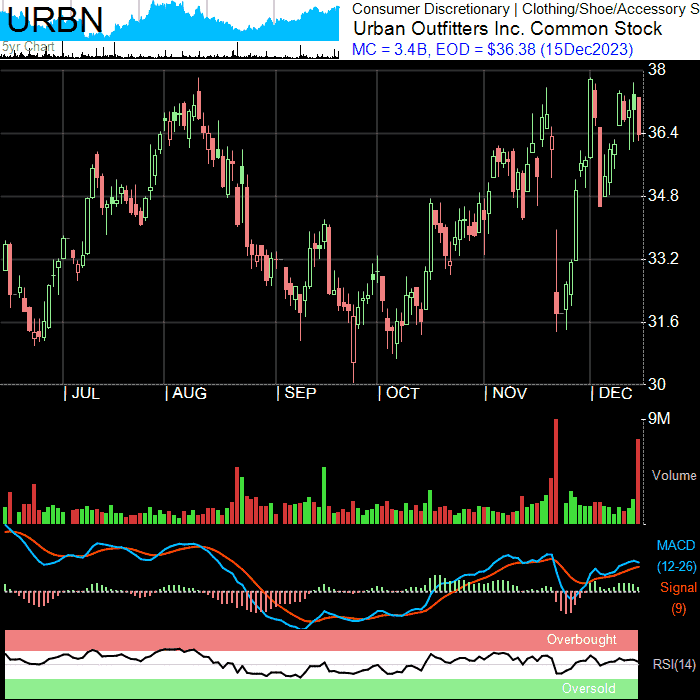 URBN
5yr Chart
Consumer Discretionary | Clothing/Shoe/Accessory S
Urban Outfitters Inc. Common Stock
MC = 3.4B, EOD = $36.38 (15Dec2023)
38
36.4
34.8
33.2
31.6
30
| JUL | AUG | SEP | OCT | NOV | DEC
9M
Volume
MACD
(12-26)
Signal
(9)
Overbought
RSI(14)
Oversold